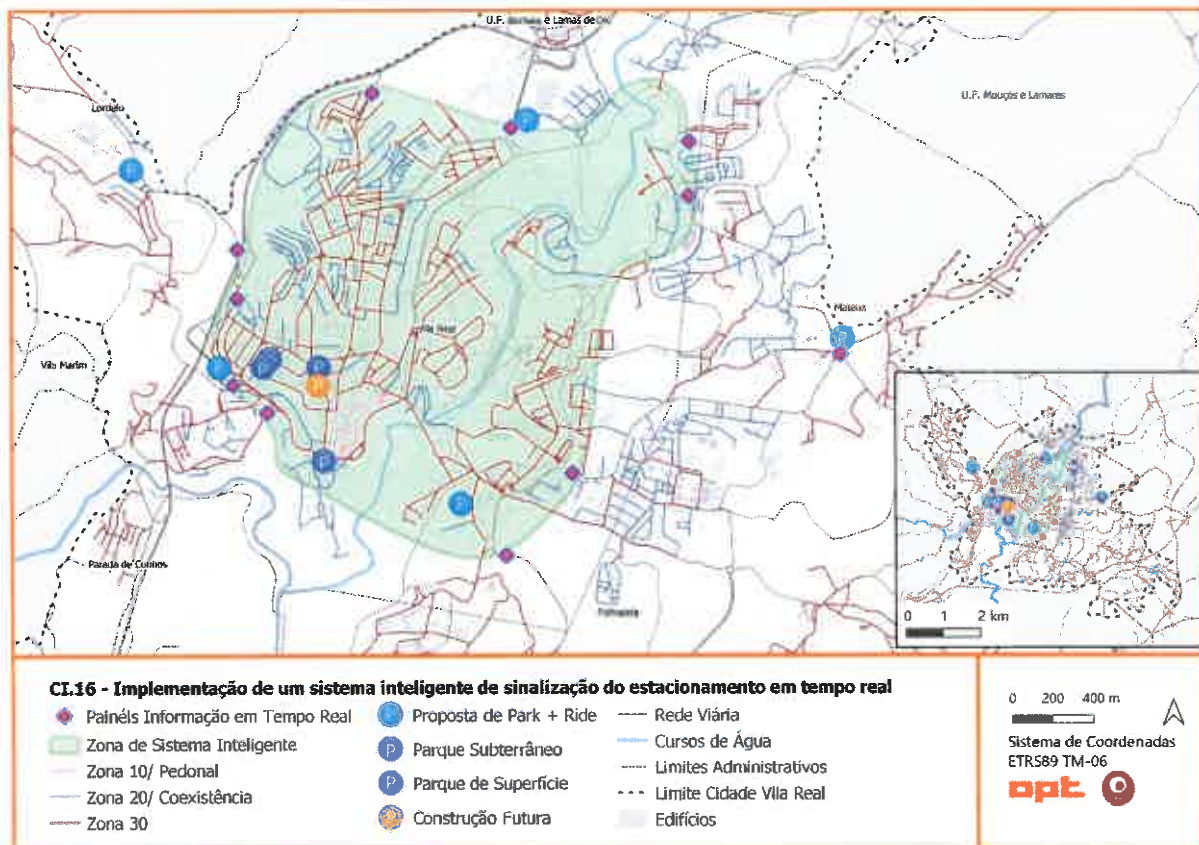 U.F. e Lamas de
U.F. Mouçós e Lamares
Lordelo
Mateus
Vila Real
Vila Marim
Parada de Cunhos
Folhadela
0 1 2 km
CI.16 - Implementação de um sistema inteligente de sinalização do estacionamento em tempo real
Painéis Informação em Tempo Real
Zona de Sistema Inteligente
Zona 10/ Pedonal
Zona 20/ Coexistência
Zona 30
P Proposta de Park + Ride
P Parque Subterrâneo
P Parque de Superfície
P Construção Futura
Rede Viária
Cursos de Água
Limites Administrativos
Limite Cidade Vila Real
Edifícios
0 200 400 m
Sistema de Coordenadas
ETRS89 TM-06
opt